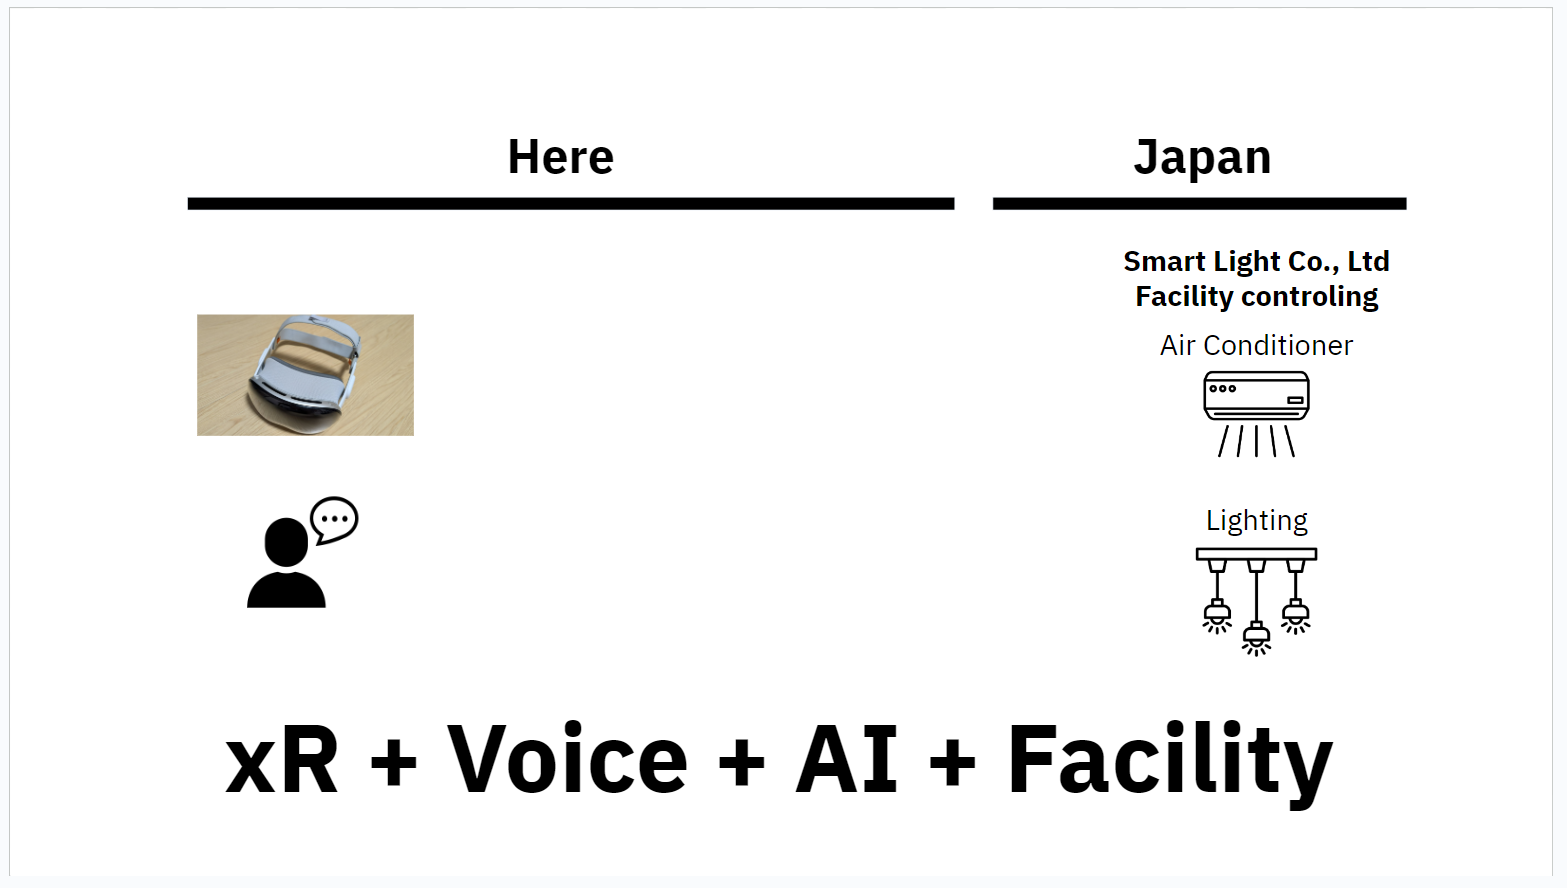 Here
Japan
Smart Light Co., Ltd
Facility controling
Air Conditioner
Lighting
xR + Voice + AI + Facility